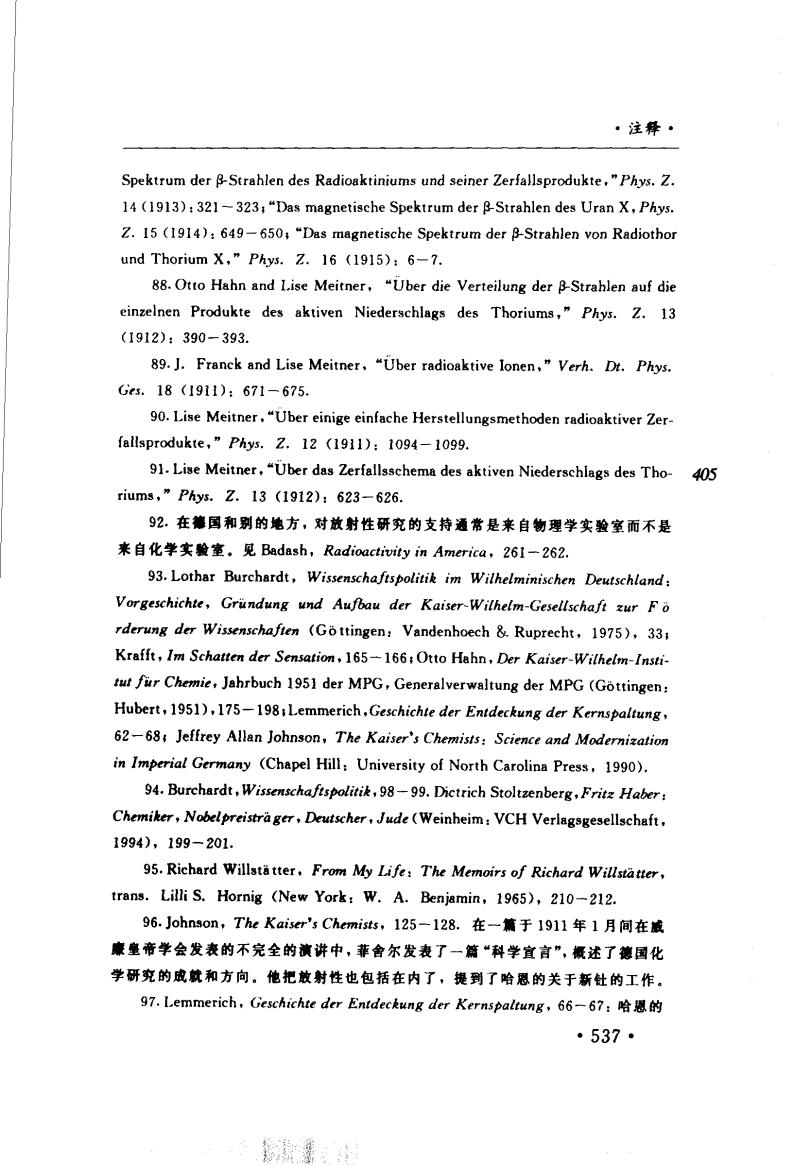 ·注释·
Spektrum der β-Strahlen des Radioaktiniums und seiner Zerfallsprodukte,”Phys. Z.
14 (1913):321－323;“Das magnetische Spektrum der β-Strahlen des Uran X, Phys.
Z. 15 (1914): 649－650; “Das magnetische Spektrum der β-Strahlen von Radiothor
und Thorium X,” Phys. Z. 16 (1915): 6－7.
88. Otto Hahn and Lise Meitner, “Über die Verteilung der β-Strahlen auf die
einzelnen Produkte des aktiven Niederschlags des Thoriums,” Phys. Z. 13
(1912): 390－393.
89. J. Franck and Lise Meitner, “Über radioaktive Ionen,” Verh. Dt. Phys.
Ges. 18 (1911): 671－675.
90. Lise Meitner,“Uber einige einfache Herstellungsmethoden radioaktiver Zer-
fallsprodukte,” Phys. Z. 12 (1911): 1094－1099.
91. Lise Meitner,“Über das Zerfallsschema des aktiven Niederschlags des Tho-
riums,” Phys. Z. 13 (1912): 623－626.
405
92. 在德国和别的地方，对放射性研究的支持通常是来自物理学实验室而不是
来自化学实验室。见 Badash, Radioactivity in America, 261－262.
93. Lothar Burchardt, Wissenschaftspolitik im Wilhelminischen Deutschland:
Vorgeschichte, Gründung und Aufbau der Kaiser-Wilhelm-Gesellschaft zur F ö
rderung der Wissenschaften (Göttingen: Vandenhoech & Ruprecht, 1975), 33;
Krafft, Im Schatten der Sensation, 165－166; Otto Hahn, Der Kaiser-Wilhelm-Insti-
tut für Chemie, Jahrbuch 1951 der MPG, Generalverwaltung der MPG (Göttingen:
Hubert, 1951), 175－198; Lemmerich, Geschichte der Entdeckung der Kernspaltung,
62－68; Jeffrey Allan Johnson, The Kaiser's Chemists: Science and Modernization
in Imperial Germany (Chapel Hill: University of North Carolina Press, 1990).
94. Burchardt, Wissenschaftspolitik, 98－99. Dictrich Stoltzenberg, Fritz Haber:
Chemiker, Nobelpreisträger, Deutscher, Jude (Weinheim: VCH Verlagsgesellschaft,
1994), 199－201.
95. Richard Willstätter, From My Life: The Memoirs of Richard Willstätter,
trans. Lilli S. Hornig (New York: W. A. Benjamin, 1965), 210－212.
96. Johnson, The Kaiser's Chemists, 125－128. 在一篇于 1911 年 1 月间在威
廉皇帝学会发表的不完全的演讲中，菲舍尔发表了一篇“科学宣言”，概述了德国化
学研究的成就和方向。他把放射性也包括在内了，提到了哈恩的关于新钍的工作。
97. Lemmerich, Geschichte der Entdeckung der Kernspaltung, 66－67; 哈恩的
·537·